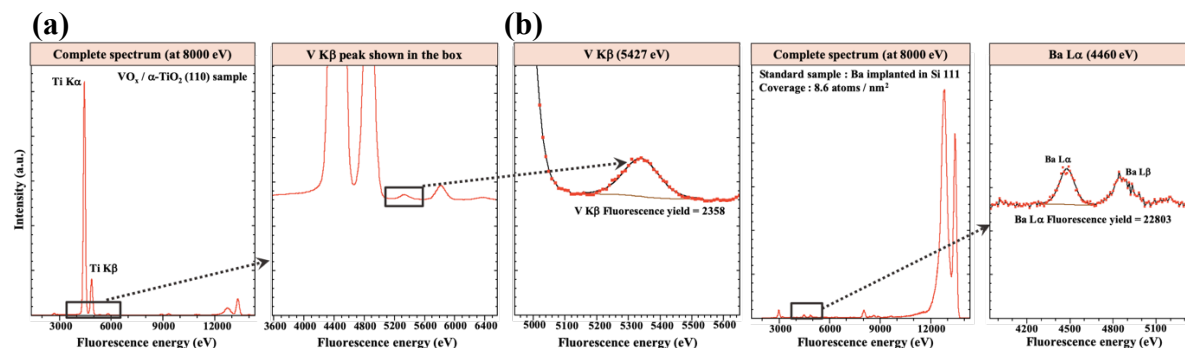 (a)
(b)
Complete spectrum (at 8000 eV)
VOx / α-TiO2 (110) sample
Ti Kα
Ti Kβ
Intensity (a.u.)
3000 6000 9000 12000
Fluorescence energy (eV)
V Kβ peak shown in the box
3600 4400 5200 6000
Fluorescence energy (eV)
V Kβ (5427 eV)
V Kβ Fluorescence yield = 2358
5000 5100 5200 5300 5400 5500 5600
Fluorescence energy (eV)
Complete spectrum (at 8000 eV)
Standard sample : Ba implanted in Si 111
Coverage : 8.6 atoms / nm2
3000 6000 9000 12000
Fluorescence energy (eV)
Ba Lα (4460 eV)
Ba Lα
Ba Lβ
Ba Lα Fluorescence yield = 22803
4200 4500 4800 5100
Fluorescence energy (eV)